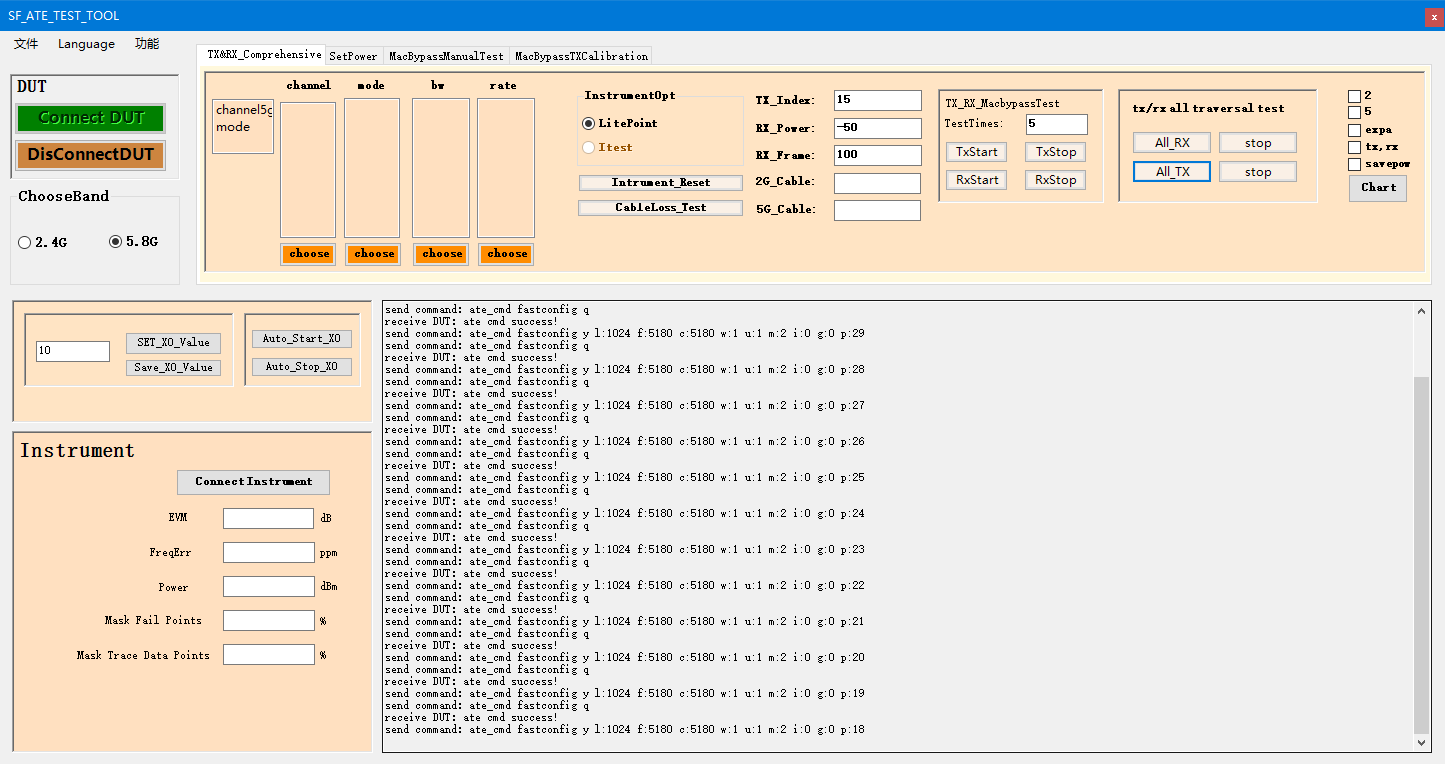 SF_ATE_TEST_TOOL
x
文件 Language 功能
TX&RX_Comprehensive SetPower MacBypassManualTest MacBypassTXCalibration
DUT
Connect DUT
DisConnectDUT
ChooseBand
2.4G 5.8G
channel5g
mode
channel mode bw rate
choose choose choose choose
InstrumentOpt
LitePoint
Itest
Intrument_Reset
CableLoss_Test
TX_Index: 15
RX_Power: -50
RX_Frame: 100
2G_Cable:
5G_Cable:
TX_RX_MacbypassTest
TestTimes: 5
TxStart TxStop
RxStart RxStop
tx/rx all traversal test
All_RX stop
All_TX stop
2
5
expa
tx,rx
savepow
Chart
10
SET_XO_Value
Save_XO_Value
Auto_Start_XO
Auto_Stop_XO
Instrument
Connect Instrument
EVM dB
FreqErr ppm
Power dBm
Mask Fail Points %
Mask Trace Data Points %
send command: ate_cmd fastconfig q
receive DUT: ate cmd success!
send command: ate_cmd fastconfig y l:1024 f:5180 c:5180 w:1 u:1 m:2 i:0 g:0 p:29
send command: ate_cmd fastconfig q
receive DUT: ate cmd success!
send command: ate_cmd fastconfig y l:1024 f:5180 c:5180 w:1 u:1 m:2 i:0 g:0 p:28
send command: ate_cmd fastconfig q
receive DUT: ate cmd success!
send command: ate_cmd fastconfig y l:1024 f:5180 c:5180 w:1 u:1 m:2 i:0 g:0 p:27
send command: ate_cmd fastconfig q
receive DUT: ate cmd success!
send command: ate_cmd fastconfig y l:1024 f:5180 c:5180 w:1 u:1 m:2 i:0 g:0 p:26
send command: ate_cmd fastconfig q
receive DUT: ate cmd success!
send command: ate_cmd fastconfig y l:1024 f:5180 c:5180 w:1 u:1 m:2 i:0 g:0 p:25
send command: ate_cmd fastconfig q
receive DUT: ate cmd success!
send command: ate_cmd fastconfig y l:1024 f:5180 c:5180 w:1 u:1 m:2 i:0 g:0 p:24
send command: ate_cmd fastconfig q
receive DUT: ate cmd success!
send command: ate_cmd fastconfig y l:1024 f:5180 c:5180 w:1 u:1 m:2 i:0 g:0 p:23
send command: ate_cmd fastconfig q
receive DUT: ate cmd success!
send command: ate_cmd fastconfig y l:1024 f:5180 c:5180 w:1 u:1 m:2 i:0 g:0 p:22
send command: ate_cmd fastconfig q
receive DUT: ate cmd success!
send command: ate_cmd fastconfig y l:1024 f:5180 c:5180 w:1 u:1 m:2 i:0 g:0 p:21
send command: ate_cmd fastconfig q
receive DUT: ate cmd success!
send command: ate_cmd fastconfig y l:1024 f:5180 c:5180 w:1 u:1 m:2 i:0 g:0 p:20
send command: ate_cmd fastconfig q
receive DUT: ate cmd success!
send command: ate_cmd fastconfig y l:1024 f:5180 c:5180 w:1 u:1 m:2 i:0 g:0 p:19
send command: ate_cmd fastconfig q
receive DUT: ate cmd success!
send command: ate_cmd fastconfig y l:1024 f:5180 c:5180 w:1 u:1 m:2 i:0 g:0 p:18